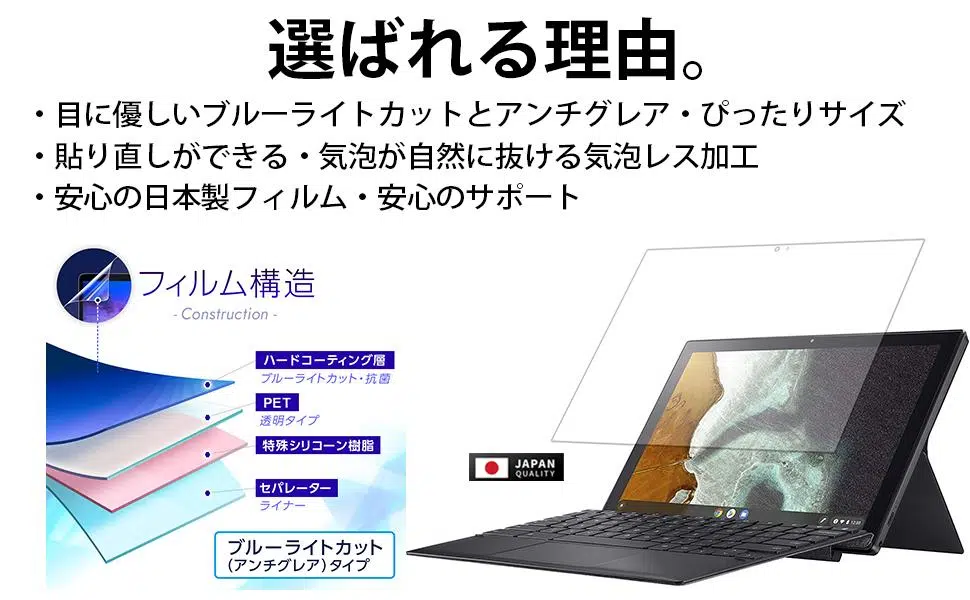 選ばれる理由。
・目に優しいブルーライトカットとアンチグレア・ぴったりサイズ
・貼り直しができる・気泡が自然に抜ける気泡レス加工
・安心の日本製フィルム・安心のサポート
フィルム構造
- Construction -
ハードコーティング層
ブルーライトカット・抗菌
PET
透明タイプ
特殊シリコーン樹脂
セパレーター
ライナー
ブルーライトカット
(アンチグレア)タイプ
JAPAN
QUALITY